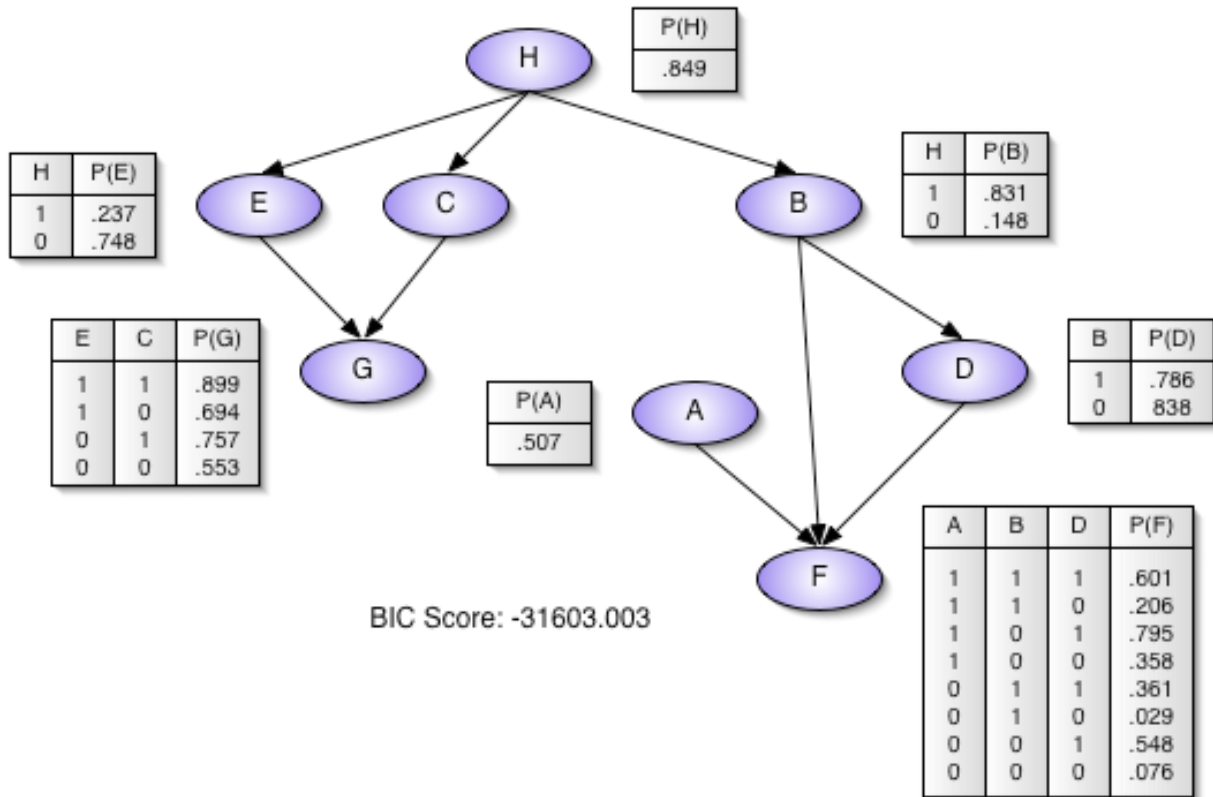 H
P(H)
.849
H P(E)
1 .237
0 .748
E
C
B
H P(B)
1 .831
0 .148
E C P(G)
1 1 .899
1 0 .694
0 1 .757
0 0 .553
G
P(A)
.507
A
D
B P(D)
1 .786
0 838
F
A B D P(F)
1 1 1 .601
1 1 0 .206
1 0 1 .795
1 0 0 .358
0 1 1 .361
0 1 0 .029
0 0 1 .548
0 0 0 .076
BIC Score: -31603.003